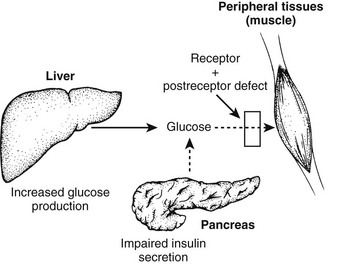 Peripheral tissues
(muscle)
Receptor
+
postreceptor defect
Liver
Glucose
Increased glucose
production
Pancreas
Impaired insulin
secretion